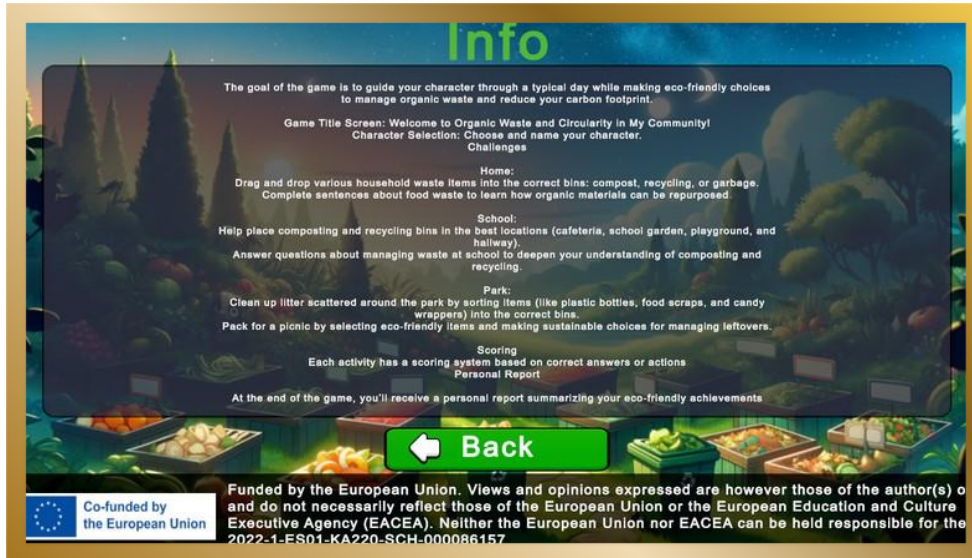 Info
The goal of the game is to guide your character through a typical day while making eco-friendly choices
to manage organic waste and reduce your carbon footprint.
Game Title Screen: Welcome to Organic Waste and Circularity in My Community!
Character Selection: Choose and name your character.
Challenges
Home:
Drag and drop various household waste items into the correct bins: compost, recycling, or garbage.
Complete sentences about food waste to learn how organic materials can be repurposed.
School:
Help place composting and recycling bins in the best locations (cafeteria, school garden, playground, and
hallway).
Answer questions about managing waste at school to deepen your understanding of composting and
recycling.
Park:
Clean up litter scattered around the park by sorting items (like plastic bottles, food scraps, and candy
wrappers) into the correct bins.
Pack for a picnic by selecting eco-friendly items and making sustainable choices for managing leftovers.
Scoring
Each activity has a scoring system based on correct answers or actions
Personal Report
At the end of the game, you'll receive a personal report summarizing your eco-friendly achievements
Back
Co-funded by
the European Union
Funded by the European Union. Views and opinions expressed are however those of the author(s) o
and do not necessarily reflect those of the European Union or the European Education and Culture
Executive Agency (EACEA). Neither the European Union nor EACEA can be held responsible for the
2022-1-ES01-KA220-SCH-000086157